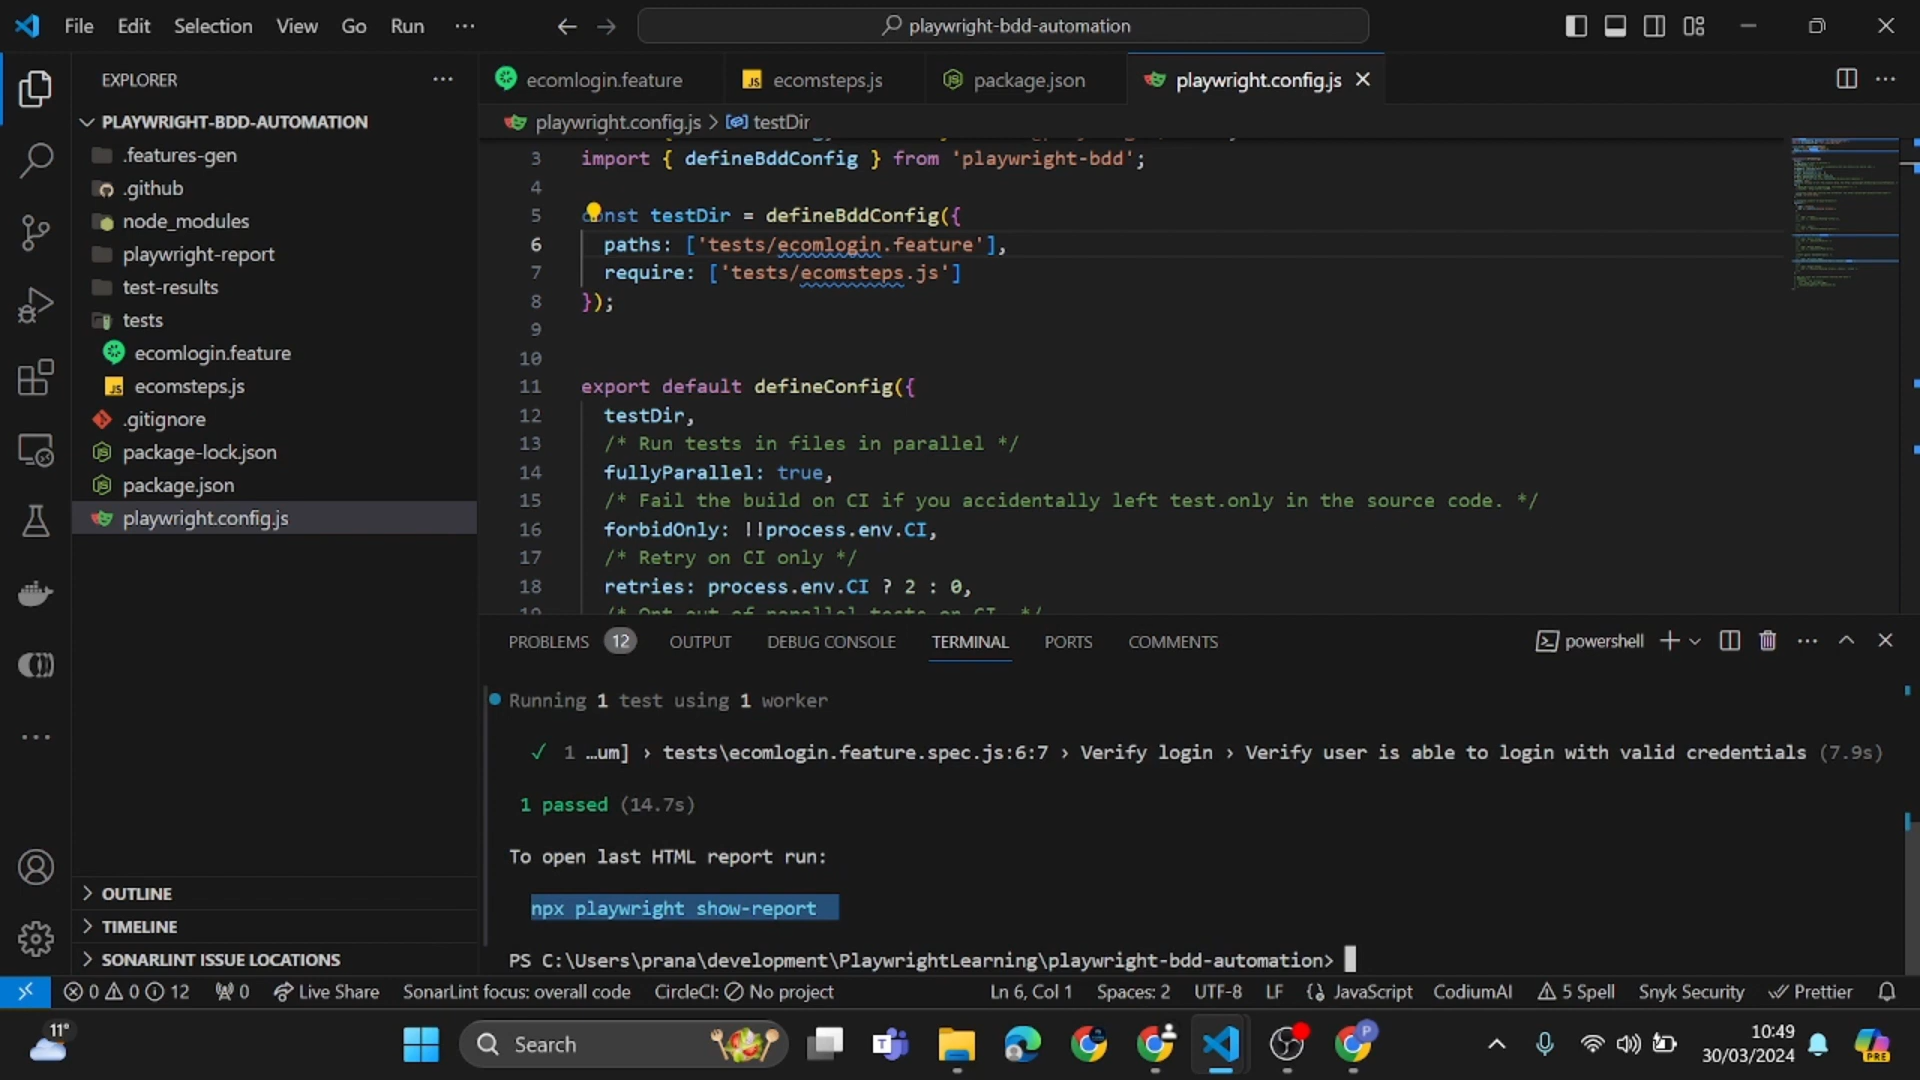 File Edit Selection View Go Run ···
playwright-bdd-automation
EXPLORER
PLAYWRIGHT-BDD-AUTOMATION
.features-gen
.github
node_modules
playwright-report
test-results
tests
ecomlogin.feature
ecomsteps.js
.gitignore
package-lock.json
package.json
playwright.config.js
OUTLINE
TIMELINE
SONARLINT ISSUE LOCATIONS
ecomlogin.feature
JS ecomsteps.js
package.json
playwright.config.js
playwright.config.js > testDir
3 import { defineBddConfig } from 'playwright-bdd';
4
5 const testDir = defineBddConfig({
6 paths: ['tests/ecomlogin.feature'],
7 require: ['tests/ecomsteps.js']
8 });
9
10
11 export default defineConfig({
12 testDir,
13 /* Run tests in files in parallel */
14 fullyParallel: true,
15 /* Fail the build on CI if you accidentally left test.only in the source code. */
16 forbidOnly: !!process.env.CI,
17 /* Retry on CI only */
18 retries: process.env.CI ? 2 : 0,
19 /* Opt out of parallel tests on CI. */
PROBLEMS 12 OUTPUT DEBUG CONSOLE TERMINAL PORTS COMMENTS
powershell
Running 1 test using 1 worker
✓ 1 …um] › tests\ecomlogin.feature.spec.js:6:7 › Verify login › Verify user is able to login with valid credentials (7.9s)
1 passed (14.7s)
To open last HTML report run:
npx playwright show-report
PS C:\Users\prana\development\PlaywrightLearning\playwright-bdd-automation>
0 0 12 0 Live Share SonarLint focus: overall code CircleCI: No project Ln 6, Col 1 Spaces: 2 UTF-8 LF JavaScript CodiumAI 5 Spell Snyk Security Prettier
11°
Search
10:49
30/03/2024
PRE